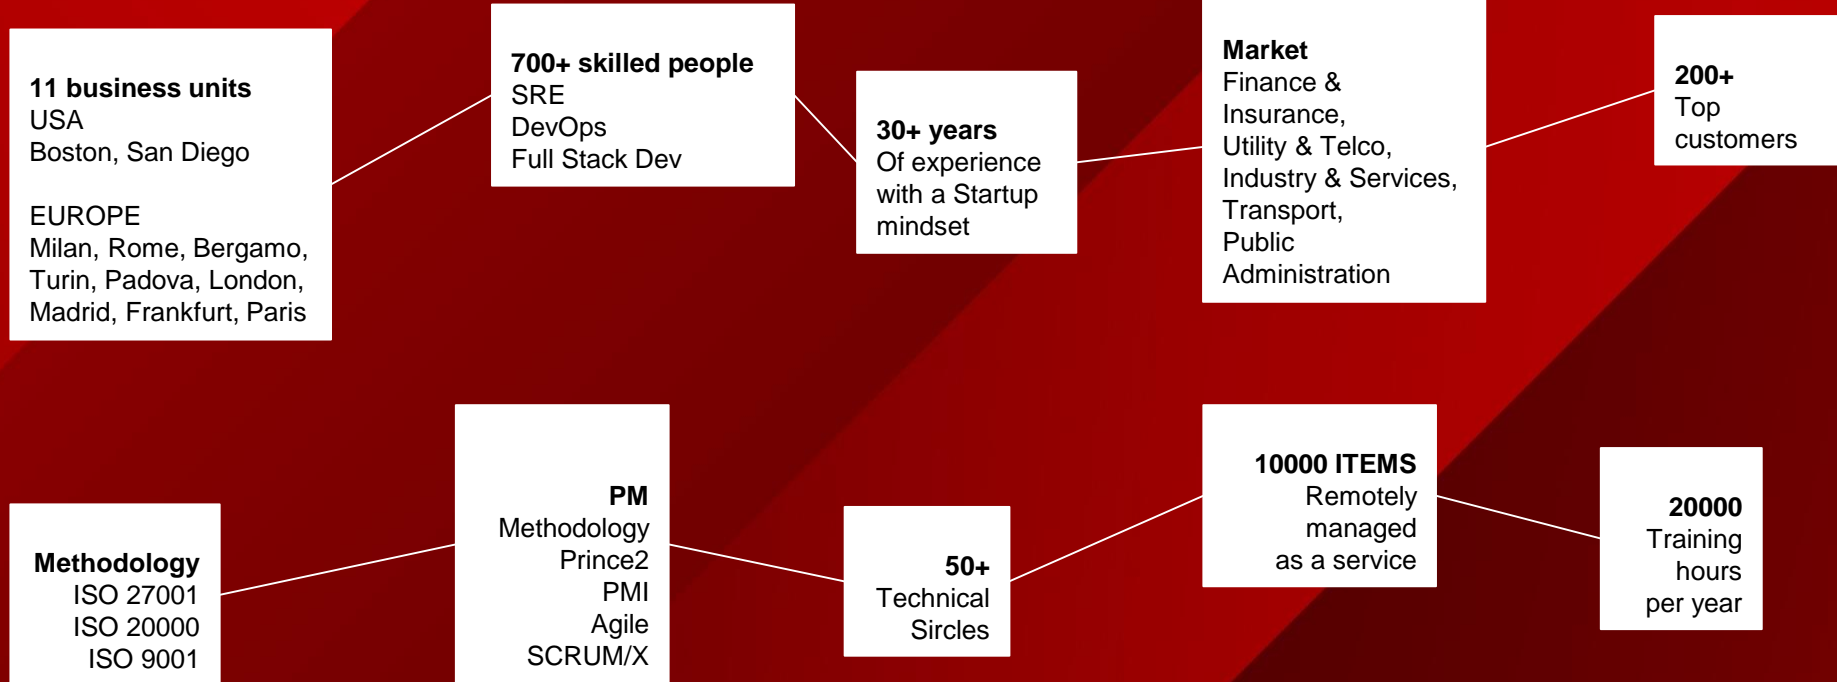 11 business units
USA
Boston, San Diego
EUROPE
Milan, Rome, Bergamo,
Turin, Padova, London,
Madrid, Frankfurt, Paris
700+ skilled people
SRE
DevOps
Full Stack Dev
30+ years
Of experience
with a Startup
mindset
Market
Finance &
Insurance,
Utility & Telco,
Industry & Services,
Transport,
Public
Administration
200+
Top
customers
Methodology
ISO 27001
ISO 20000
ISO 9001
PM
Methodology
Prince2
PMI
Agile
SCRUM/X
50+
Technical
Sircles
10000 ITEMS
Remotely
managed
as a service
20000
Training
hours
per year